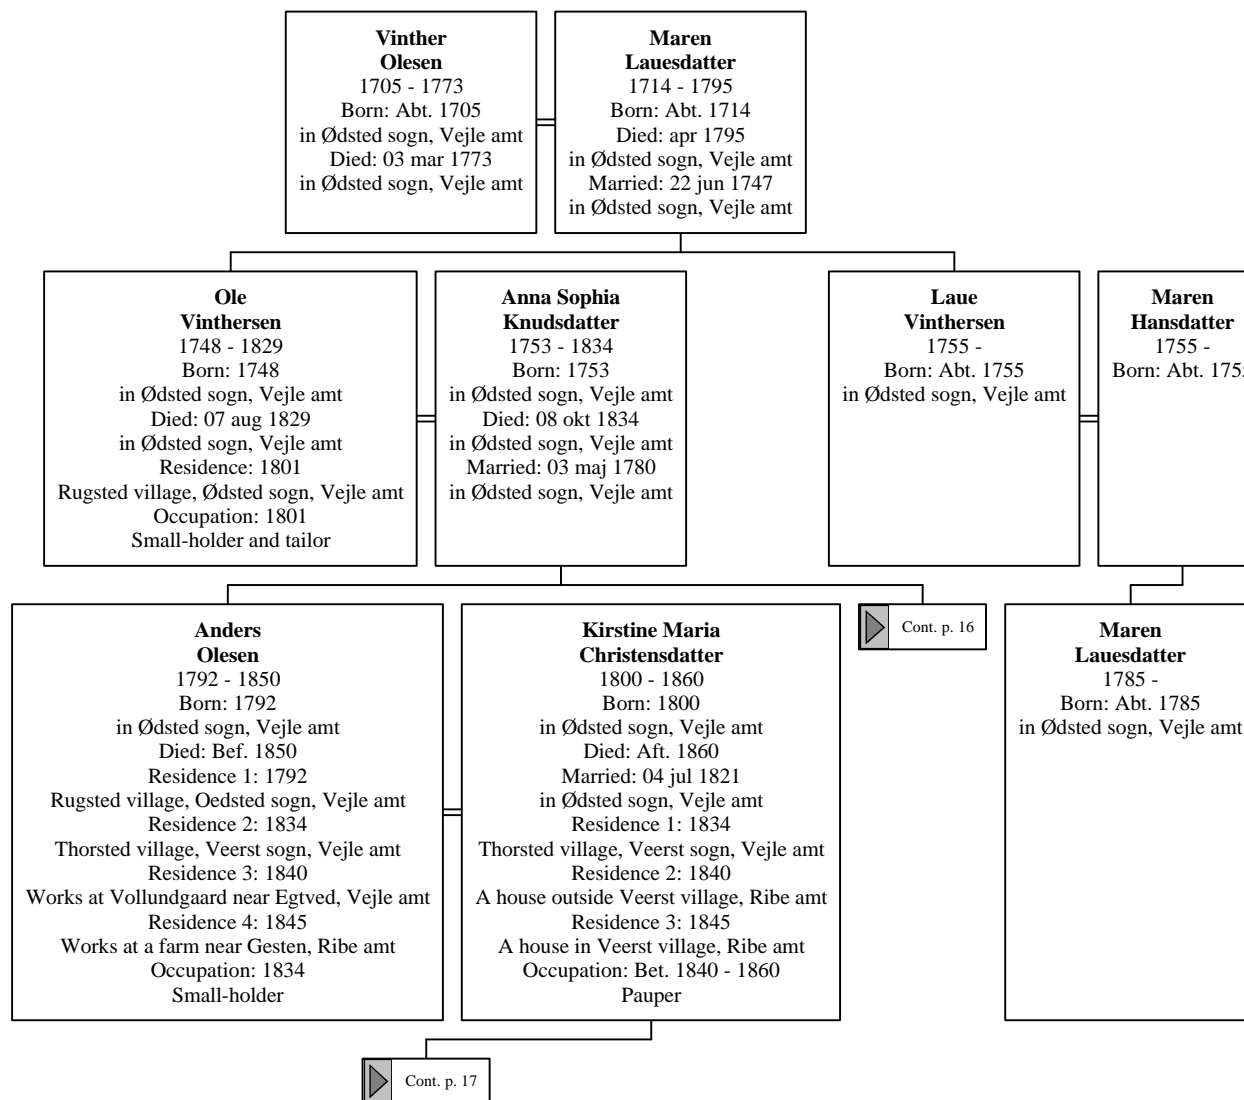 Vinther
Olesen
1705 - 1773
Born: Abt. 1705
in Ødsted sogn, Vejle amt
Died: 03 mar 1773
in Ødsted sogn, Vejle amt
Maren
Lauesdatter
1714 - 1795
Born: Abt. 1714
Died: apr 1795
in Ødsted sogn, Vejle amt
Married: 22 jun 1747
in Ødsted sogn, Vejle amt
Ole
Vinthersen
1748 - 1829
Born: 1748
in Ødsted sogn, Vejle amt
Died: 07 aug 1829
in Ødsted sogn, Vejle amt
Residence: 1801
Rugsted village, Ødsted sogn, Vejle amt
Occupation: 1801
Small-holder and tailor
Anna Sophia
Knudsdatter
1753 - 1834
Born: 1753
in Ødsted sogn, Vejle amt
Died: 08 okt 1834
in Ødsted sogn, Vejle amt
Married: 03 maj 1780
in Ødsted sogn, Vejle amt
Laue
Vinthersen
1755 -
Born: Abt. 1755
in Ødsted sogn, Vejle amt
Maren
Hansdatter
1755 -
Born: Abt. 1755
Anders
Olesen
1792 - 1850
Born: 1792
in Ødsted sogn, Vejle amt
Died: Bef. 1850
Residence 1: 1792
Rugsted village, Oedsted sogn, Vejle amt
Residence 2: 1834
Thorsted village, Veerst sogn, Vejle amt
Residence 3: 1840
Works at Vollundgaard near Egtved, Vejle amt
Residence 4: 1845
Works at a farm near Gesten, Ribe amt
Occupation: 1834
Small-holder
Kirstine Maria
Christensdatter
1800 - 1860
Born: 1800
in Ødsted sogn, Vejle amt
Died: Aft. 1860
Married: 04 jul 1821
in Ødsted sogn, Vejle amt
Residence 1: 1834
Thorsted village, Veerst sogn, Vejle amt
Residence 2: 1840
A house outside Veerst village, Ribe amt
Residence 3: 1845
A house in Veerst village, Ribe amt
Occupation: Bet. 1840 - 1860
Pauper
Cont. p. 16
Maren
Lauesdatter
1785 -
Born: Abt. 1785
in Ødsted sogn, Vejle amt
Cont. p. 17